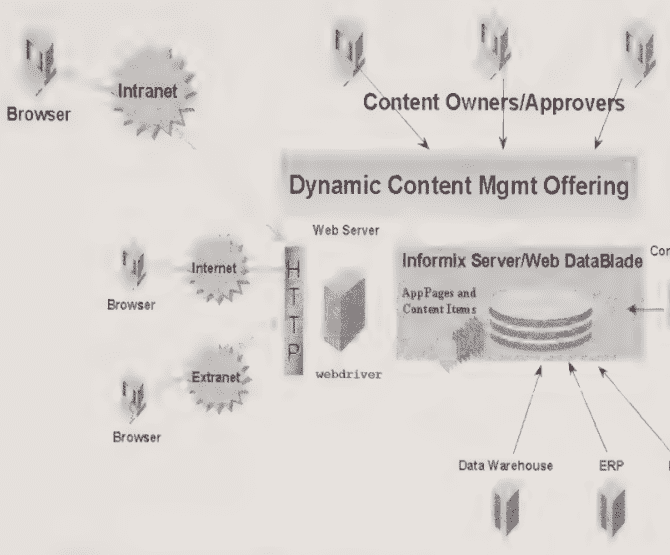 Browser
Intranet
Content Owners/Approvers
Dynamic Content Mgmt Offering
Web Server
Internet
Browser
HTTP
Informix Server/Web DataBlade
AppPages and
Content Items
webdriver
Extranet
Browser
Data Warehouse
ERP